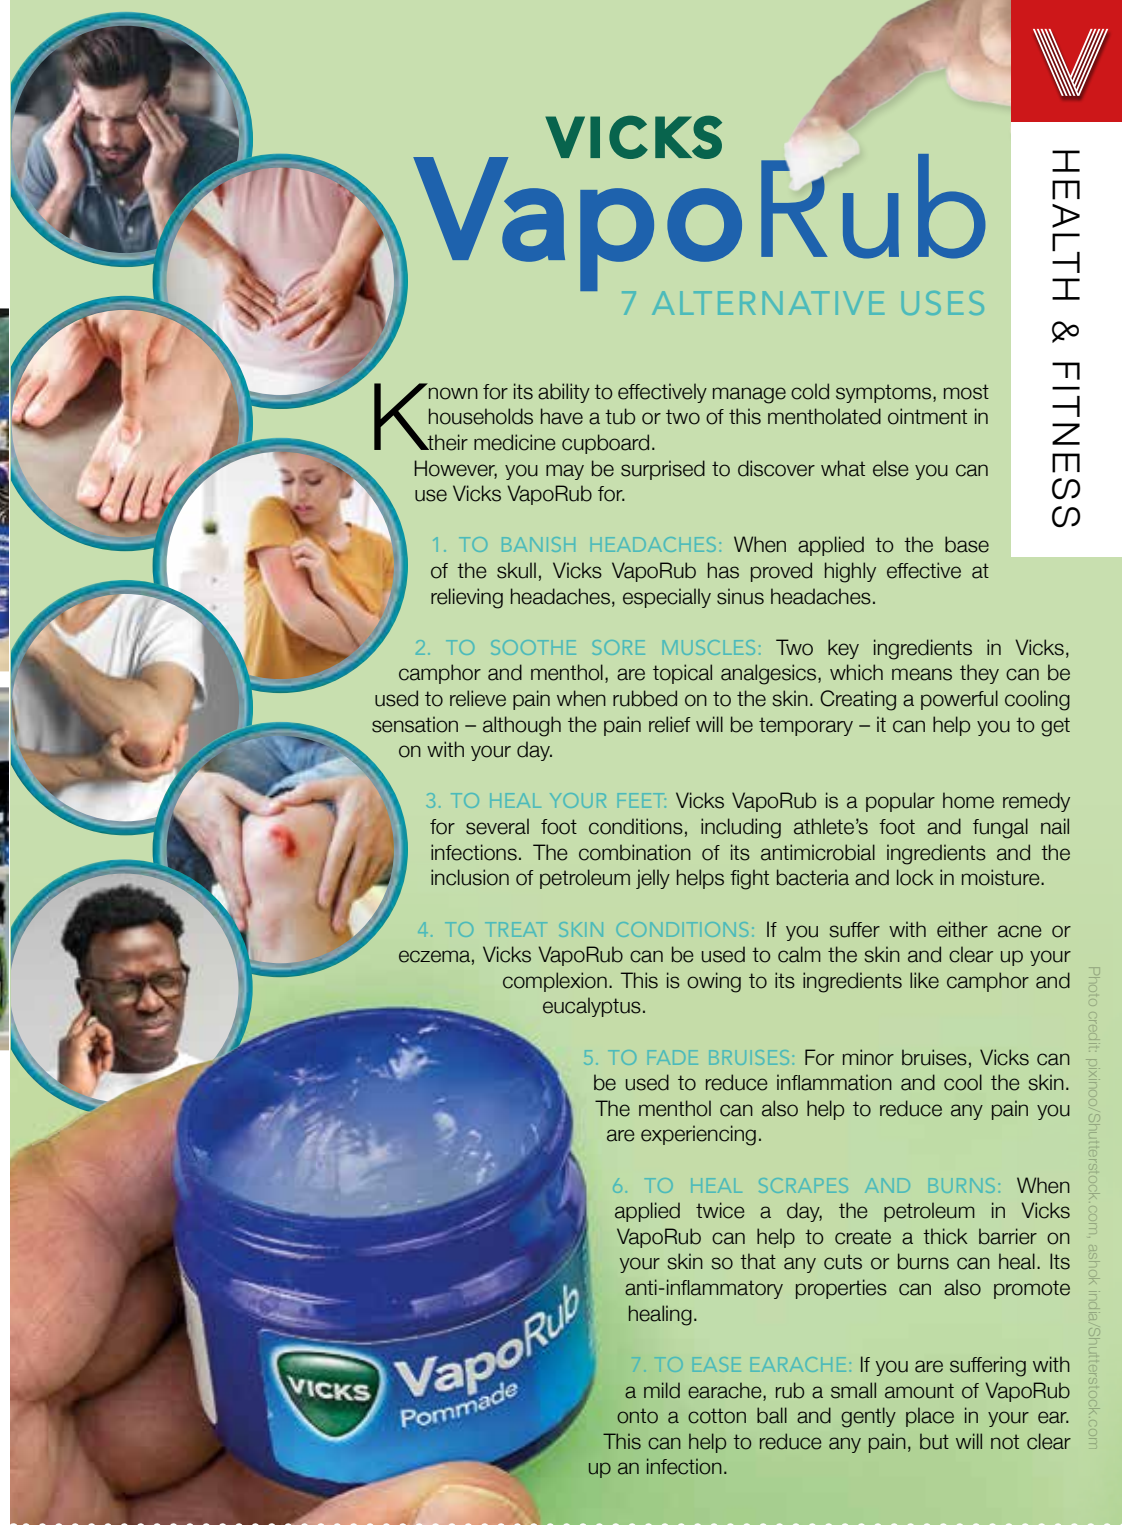 V
HEALTH & FITNESS
VICKS
VapoRub
7 ALTERNATIVE USES
Known for its ability to effectively manage cold symptoms, most
households have a tub or two of this mentholated ointment in
their medicine cupboard.
However, you may be surprised to discover what else you can
use Vicks VapoRub for.
1. TO BANISH HEADACHES: When applied to the base
of the skull, Vicks VapoRub has proved highly effective at
relieving headaches, especially sinus headaches.
2. TO SOOTHE SORE MUSCLES: Two key ingredients in Vicks,
camphor and menthol, are topical analgesics, which means they can be
used to relieve pain when rubbed on to the skin. Creating a powerful cooling
sensation – although the pain relief will be temporary – it can help you to get
on with your day.
3. TO HEAL YOUR FEET: Vicks VapoRub is a popular home remedy
for several foot conditions, including athlete's foot and fungal nail
infections. The combination of its antimicrobial ingredients and the
inclusion of petroleum jelly helps fight bacteria and lock in moisture.
4. TO TREAT SKIN CONDITIONS: If you suffer with either acne or
eczema, Vicks VapoRub can be used to calm the skin and clear up your
complexion. This is owing to its ingredients like camphor and
eucalyptus.
5. TO FADE BRUISES: For minor bruises, Vicks can
be used to reduce inflammation and cool the skin.
The menthol can also help to reduce any pain you
are experiencing.
6. TO HEAL SCRAPES AND BURNS: When
applied twice a day, the petroleum in Vicks
VapoRub can help to create a thick barrier on
your skin so that any cuts or burns can heal. Its
anti-inflammatory properties can also promote
healing.
7. TO EASE EARACHE: If you are suffering with
a mild earache, rub a small amount of VapoRub
onto a cotton ball and gently place in your ear.
This can help to reduce any pain, but will not clear
up an infection.
VICKS
VapoRub
Pommade
Photo credit: pixinoo/Shutterstock.com, ashok india/Shutterstock.com